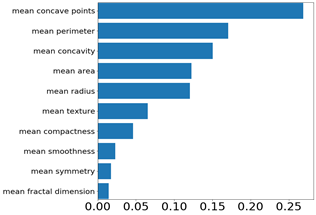 mean concave points
mean perimeter
mean concavity
mean area
mean radius
mean texture
mean compactness
mean smoothness
mean symmetry
mean fractal dimension
0.00 0.05 0.10 0.15 0.20 0.25